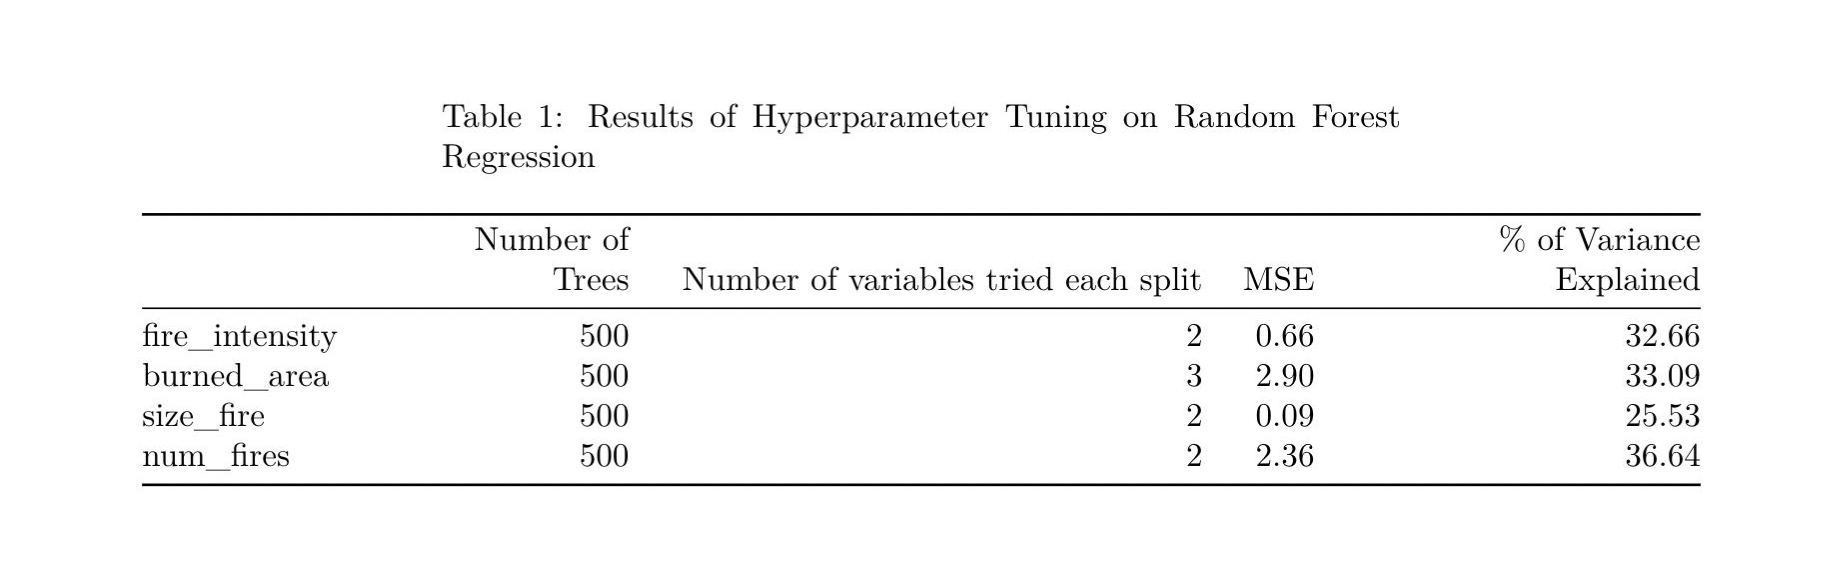 Table 1: Results of Hyperparameter Tuning on Random Forest
Regression
Number of
Trees
Number of variables tried each split
MSE
% of Variance
Explained
fire_intensity 500 2 0.66 32.66
burned_area 500 3 2.90 33.09
size_fire 500 2 0.09 25.53
num_fires 500 2 2.36 36.64